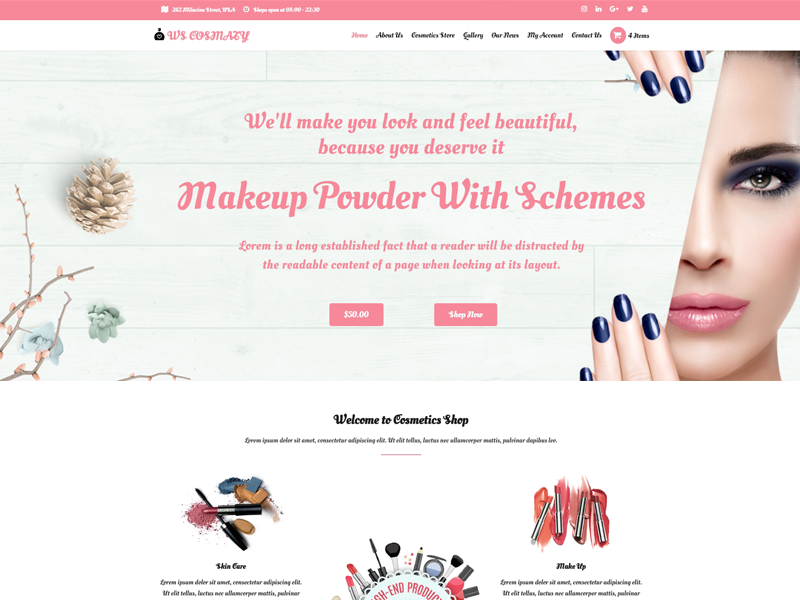 262 Milacina Street, USA Shops open at 08:00 - 22:30
WS COSMATY
Home About Us Cosmetics Store Gallery Our News My Account Contact Us 4 Items
We'll make you look and feel beautiful,
because you deserve it
Makeup Powder With Schemes
Lorem is a long established fact that a reader will be distracted by
the readable content of a page when looking at its layout.
$50.00 Shop Now
Welcome to Cosmetics Shop
Lorem ipsum dolor sit amet, consectetur adipiscing elit. Ut elit tellus, luctus nec ullamcorper mattis, pulvinar dapibus leo.
Skin Care
Lorem ipsum dolor sit amet, consectetur adipiscing elit.
Ut elit tellus, luctus nec ullamcorper mattis, pulvinar
GH-END PRODUC
Make Up
Lorem ipsum dolor sit amet, consectetur adipiscing elit.
Ut elit tellus, luctus nec ullamcorper mattis, pulvinar